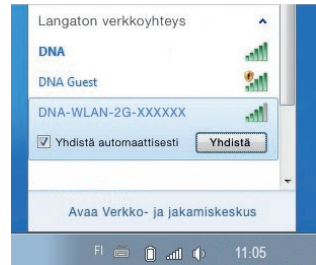 Langaton verkkoyhteys
DNA
DNA Guest
DNA-WLAN-2G-XXXXXX
Yhdistä automaattisesti Yhdistä
Avaa Verkko- ja jakamiskeskus
FI 11:05